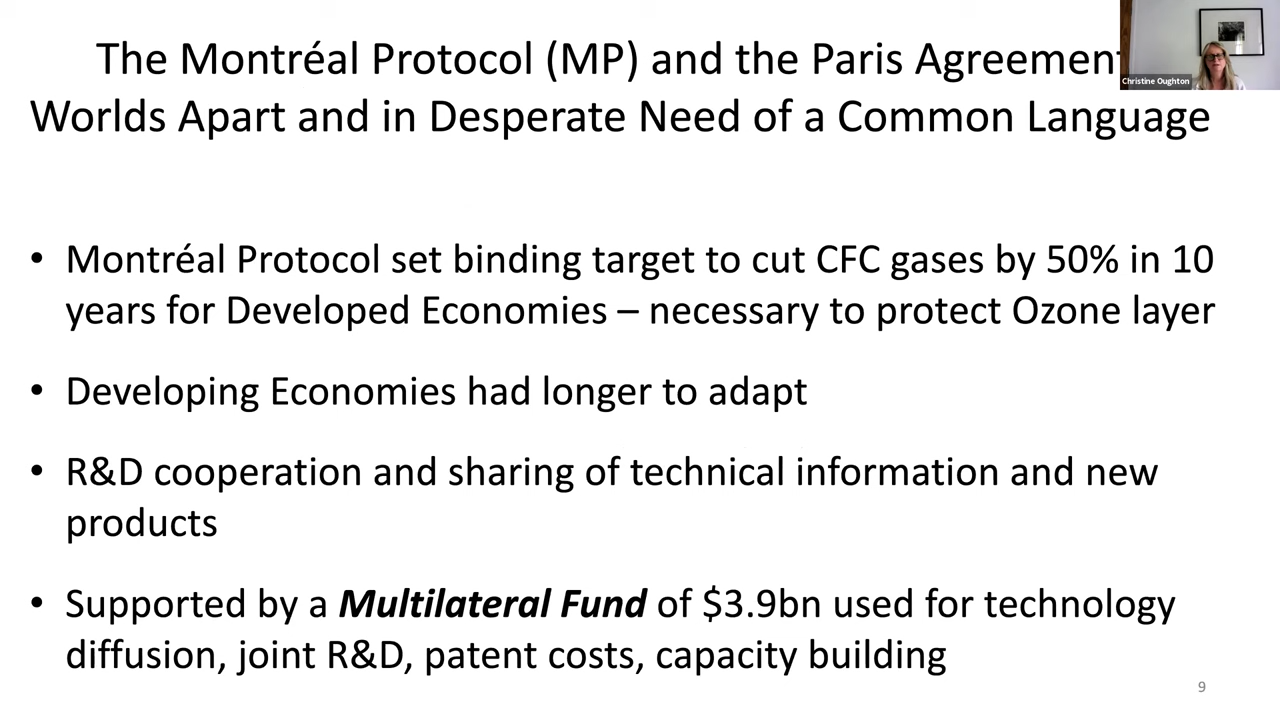 The Montréal Protocol (MP) and the Paris Agreement
Christine Oughton
Worlds Apart and in Desperate Need of a Common Language
• Montréal Protocol set binding target to cut CFC gases by 50% in 10
years for Developed Economies – necessary to protect Ozone layer
• Developing Economies had longer to adapt
• R&D cooperation and sharing of technical information and new
products
• Supported by a Multilateral Fund of $3.9bn used for technology
diffusion, joint R&D, patent costs, capacity building
9